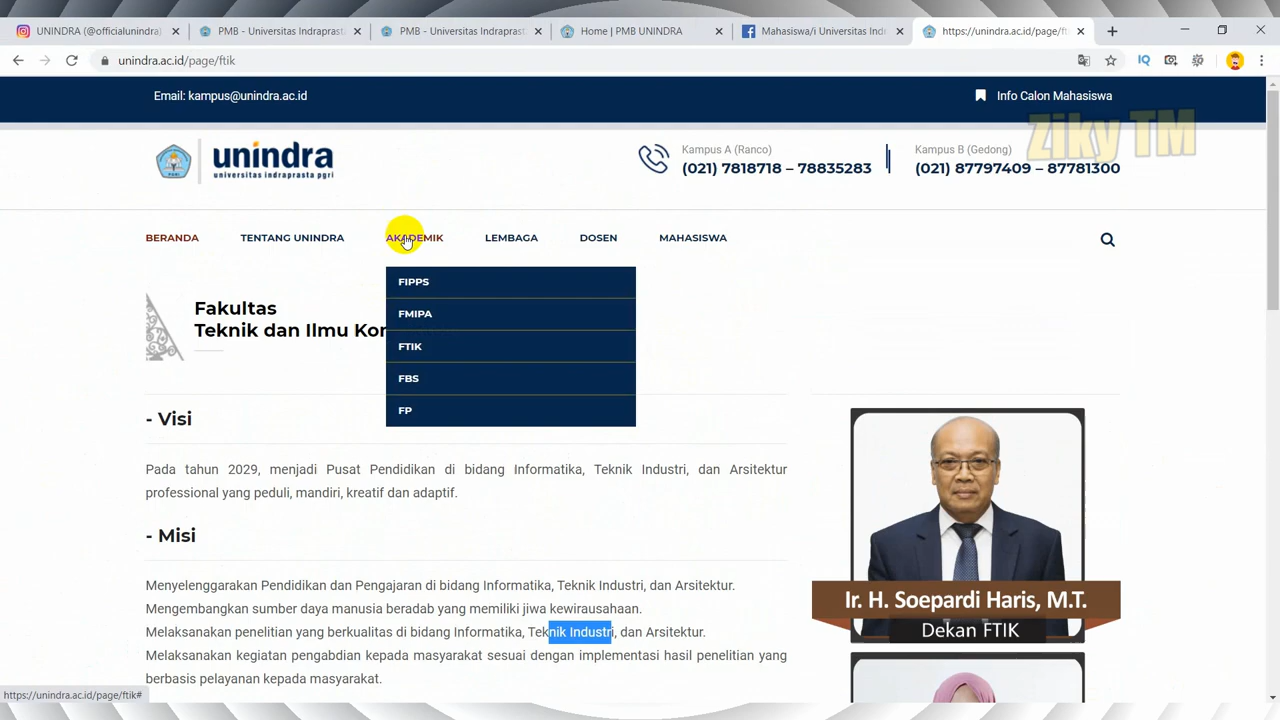 UNINDRA (@officialunindra)
PMB - Universitas Indraprasta
PMB - Universitas Indraprasta
Home | PMB UNINDRA
Mahasiswa/i Universitas Ind
https://unindra.ac.id/page/fti
unindra.ac.id/page/ftik
IQ
Email: kampus@unindra.ac.id
Info Calon Mahasiswa
Ziky TM
unindra
universitas indraprasta pgri
Kampus A (Ranco)
(021) 7818718 – 78835283
Kampus B (Gedong)
(021) 87797409 – 87781300
BERANDA
TENTANG UNINDRA
AKADEMIK
LEMBAGA
DOSEN
MAHASISWA
FIPPS
FMIPA
FTIK
FBS
FP
Fakultas
Teknik dan Ilmu Kor
- Visi
Pada tahun 2029, menjadi Pusat Pendidikan di bidang Informatika, Teknik Industri, dan Arsitektur
professional yang peduli, mandiri, kreatif dan adaptif.
- Misi
Menyelenggarakan Pendidikan dan Pengajaran di bidang Informatika, Teknik Industri, dan Arsitektur.
Mengembangkan sumber daya manusia beradab yang memiliki jiwa kewirausahaan.
Melaksanakan penelitian yang berkualitas di bidang Informatika, Teknik Industri, dan Arsitektur.
Melaksanakan kegiatan pengabdian kepada masyarakat sesuai dengan implementasi hasil penelitian yang
berbasis pelayanan kepada masyarakat.
Ir. H. Soepardi Haris, M.T.
Dekan FTIK
https://unindra.ac.id/page/ftik#